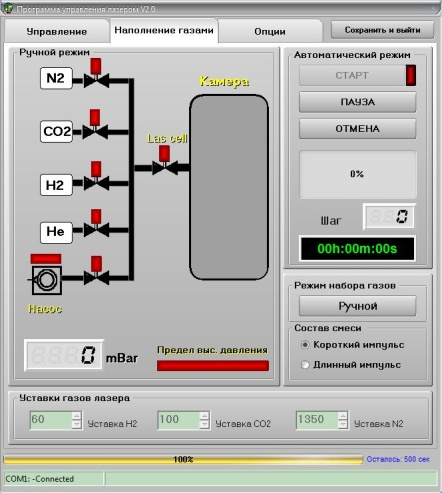 Программа управления лазером V2.0
Управление
Наполнение газами
Опции
Сохранить и выйти
Ручной режим
N2
CO2
H2
He
Насос
Las cell
Камера
0 mBar
Предел выс. давления
Автоматический режим
СТАРТ
ПАУЗА
ОТМЕНА
0%
Шаг 0
00h:00m:00s
Режим набора газов
Ручной
Состав смеси
Короткий импульс
Длинный импульс
Уставки газов лазера
60 Уставка H2
100 Уставка CO2
1350 Уставка N2
100%
Осталось: 500 сек
COM1: -Connected